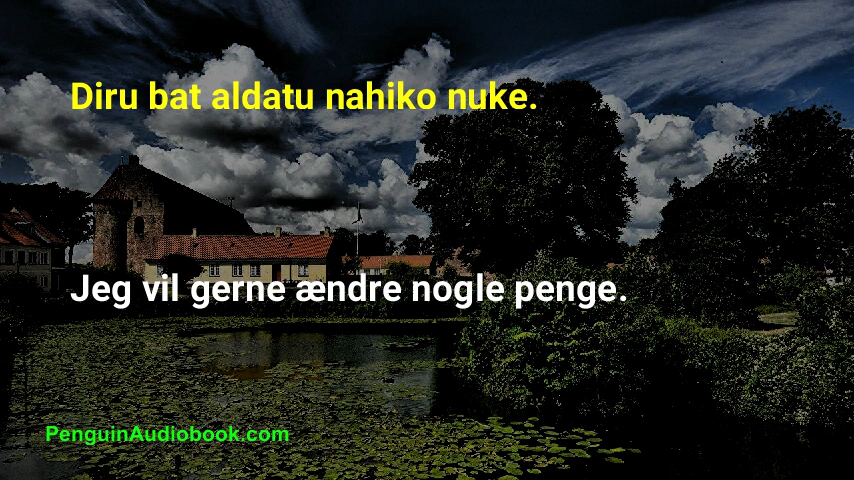 Diru bat aldatu nahiko nuke.
Jeg vil gerne ændre nogle penge.
PenguinAudiobook.com